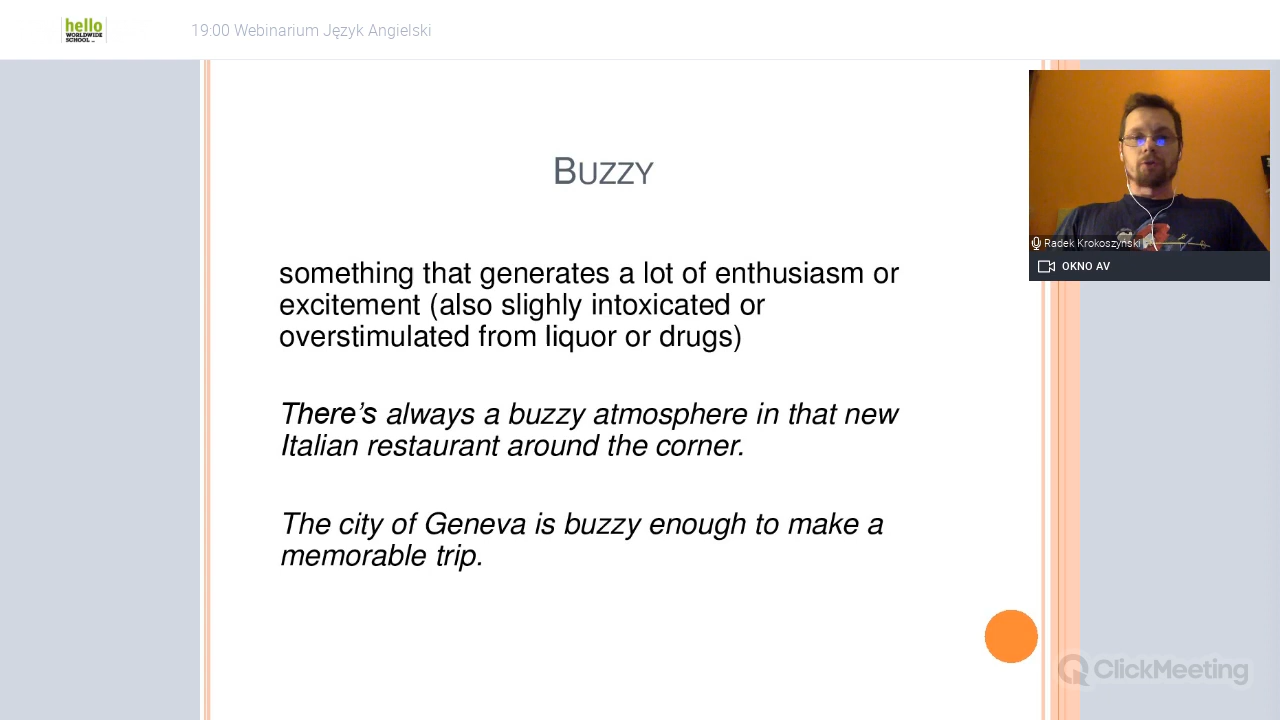 hello
WORLDWIDE
SCHOOL
19:00 Webinarium Język Angielski
BUZZY
something that generates a lot of enthusiasm or
excitement (also slighly intoxicated or
overstimulated from liquor or drugs)
There's always a buzzy atmosphere in that new
Italian restaurant around the corner.
The city of Geneva is buzzy enough to make a
memorable trip.
Radek Krokoszyński
OKNO AV
ClickMeeting